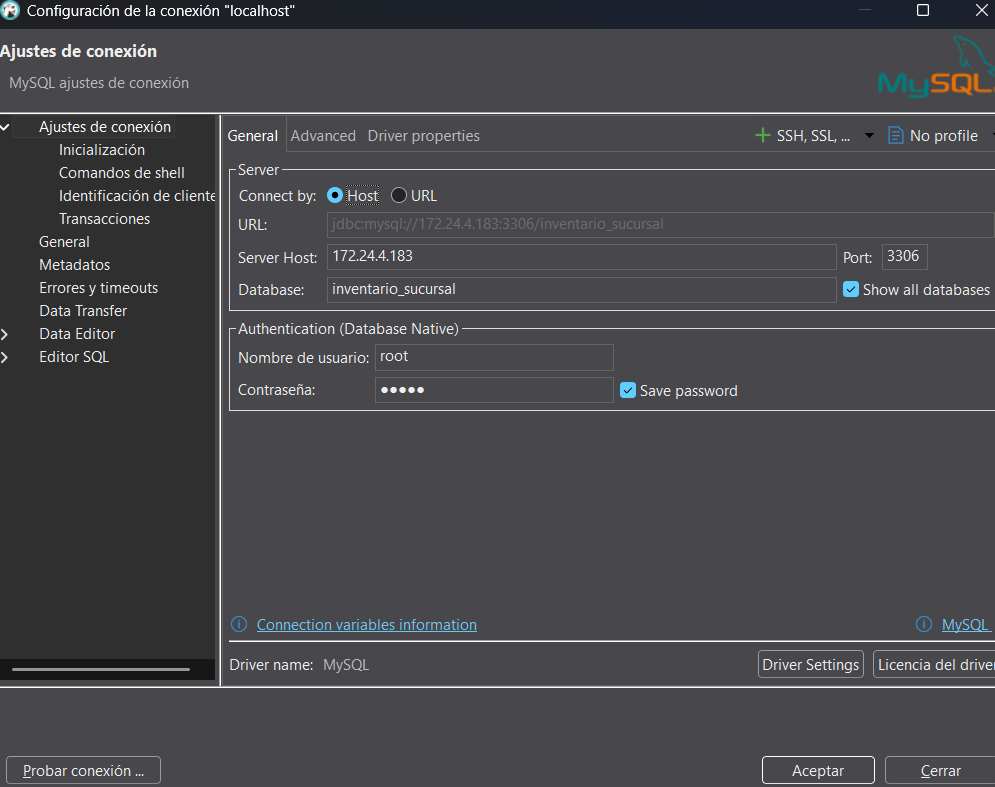 Configuración de la conexión "localhost"
Ajustes de conexión
MySQL ajustes de conexión
MySQL
Ajustes de conexión
Inicialización
Comandos de shell
Identificación de cliente
Transacciones
General
Metadatos
Errores y timeouts
Data Transfer
Data Editor
Editor SQL
General Advanced Driver properties SSH, SSL, ... No profile
Server
Connect by: Host URL
URL: jdbc:mysql://172.24.4.183:3306/inventario_sucursal
Server Host: 172.24.4.183 Port: 3306
Database: inventario_sucursal Show all databases
Authentication (Database Native)
Nombre de usuario: root
Contraseña: ●●●●● Save password
Connection variables information MySQL
Driver name: MySQL Driver Settings Licencia del driver
Probar conexión ... Aceptar Cerrar